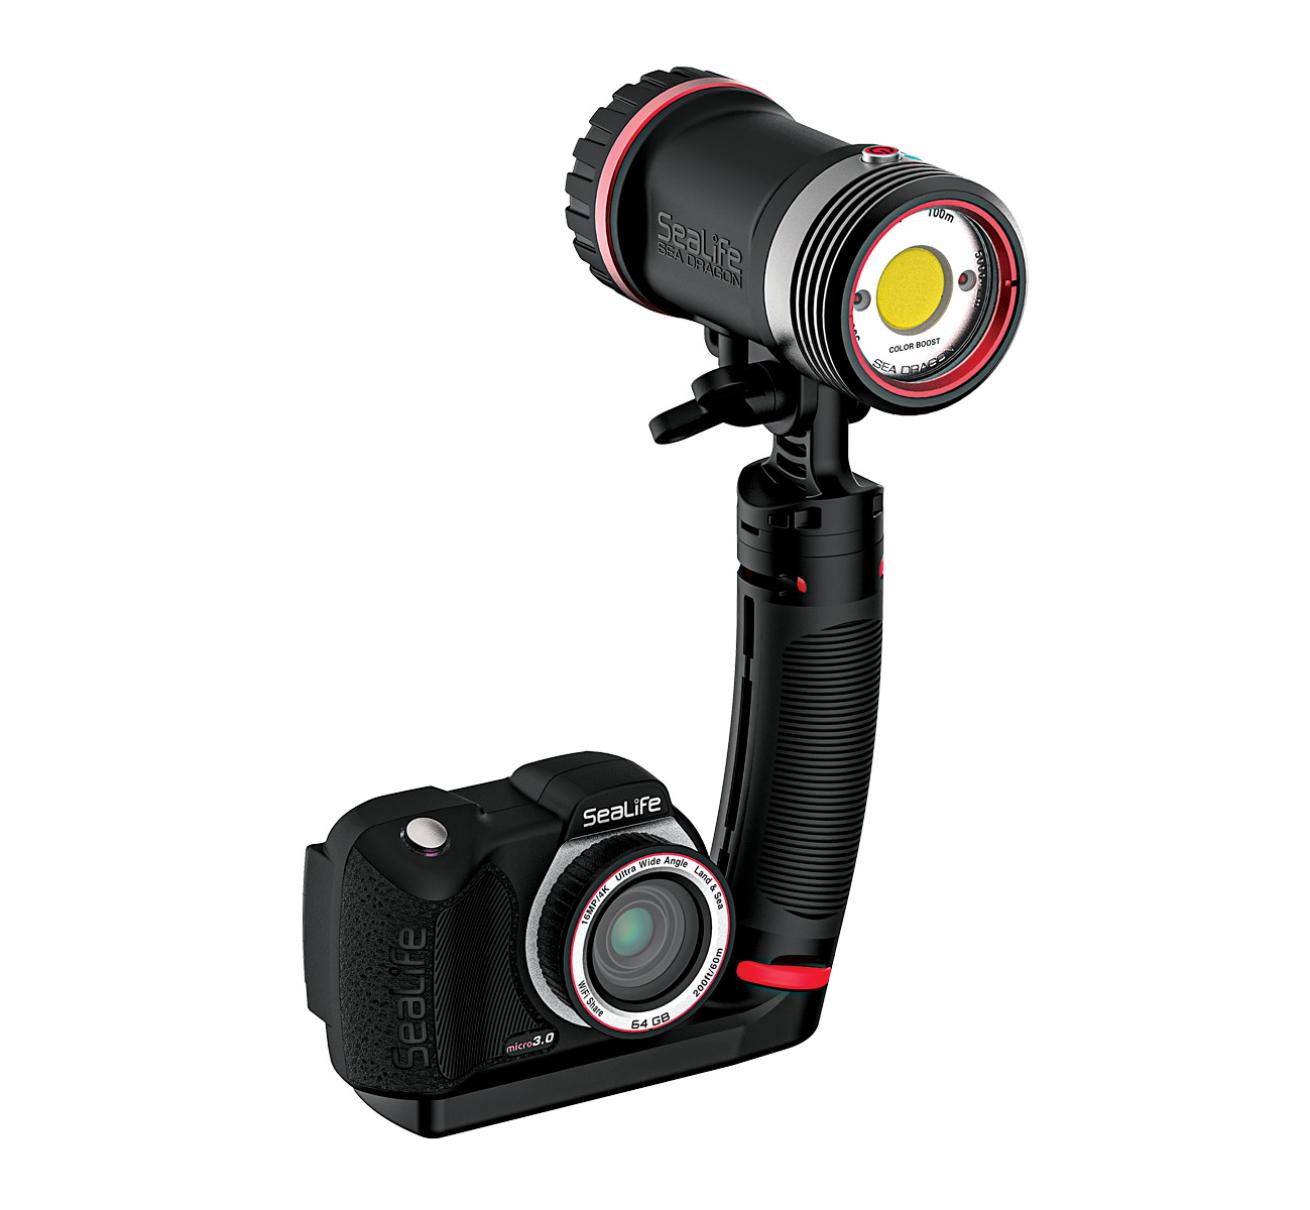 SeaLife
SEA DRAGON
100m
COLOR BOOST
SEA DRAGON
SeaLife
16MP/4K Ultra Wide Angle Land & Sea
WiFi Share 64 GB 200ft/60m
SeaLife
micro3.0